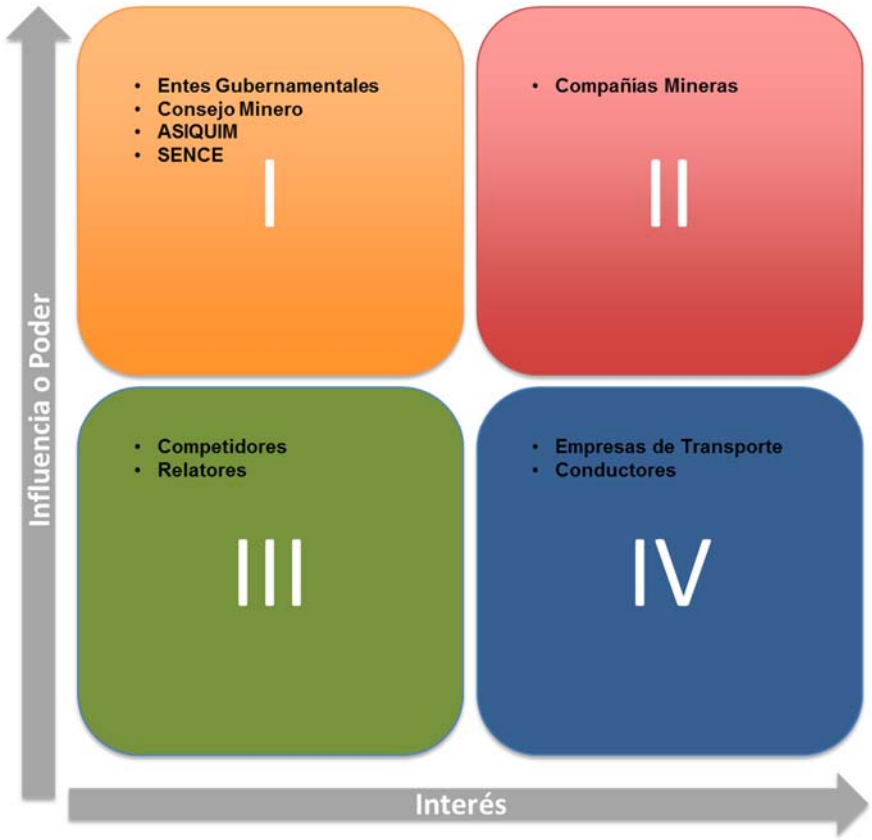 Influencia o Poder
• Entes Gubernamentales
• Consejo Minero
• ASIQUIM
• SENCE
I
• Compañías Mineras
II
• Competidores
• Relatores
III
• Empresas de Transporte
• Conductores
IV
Interés